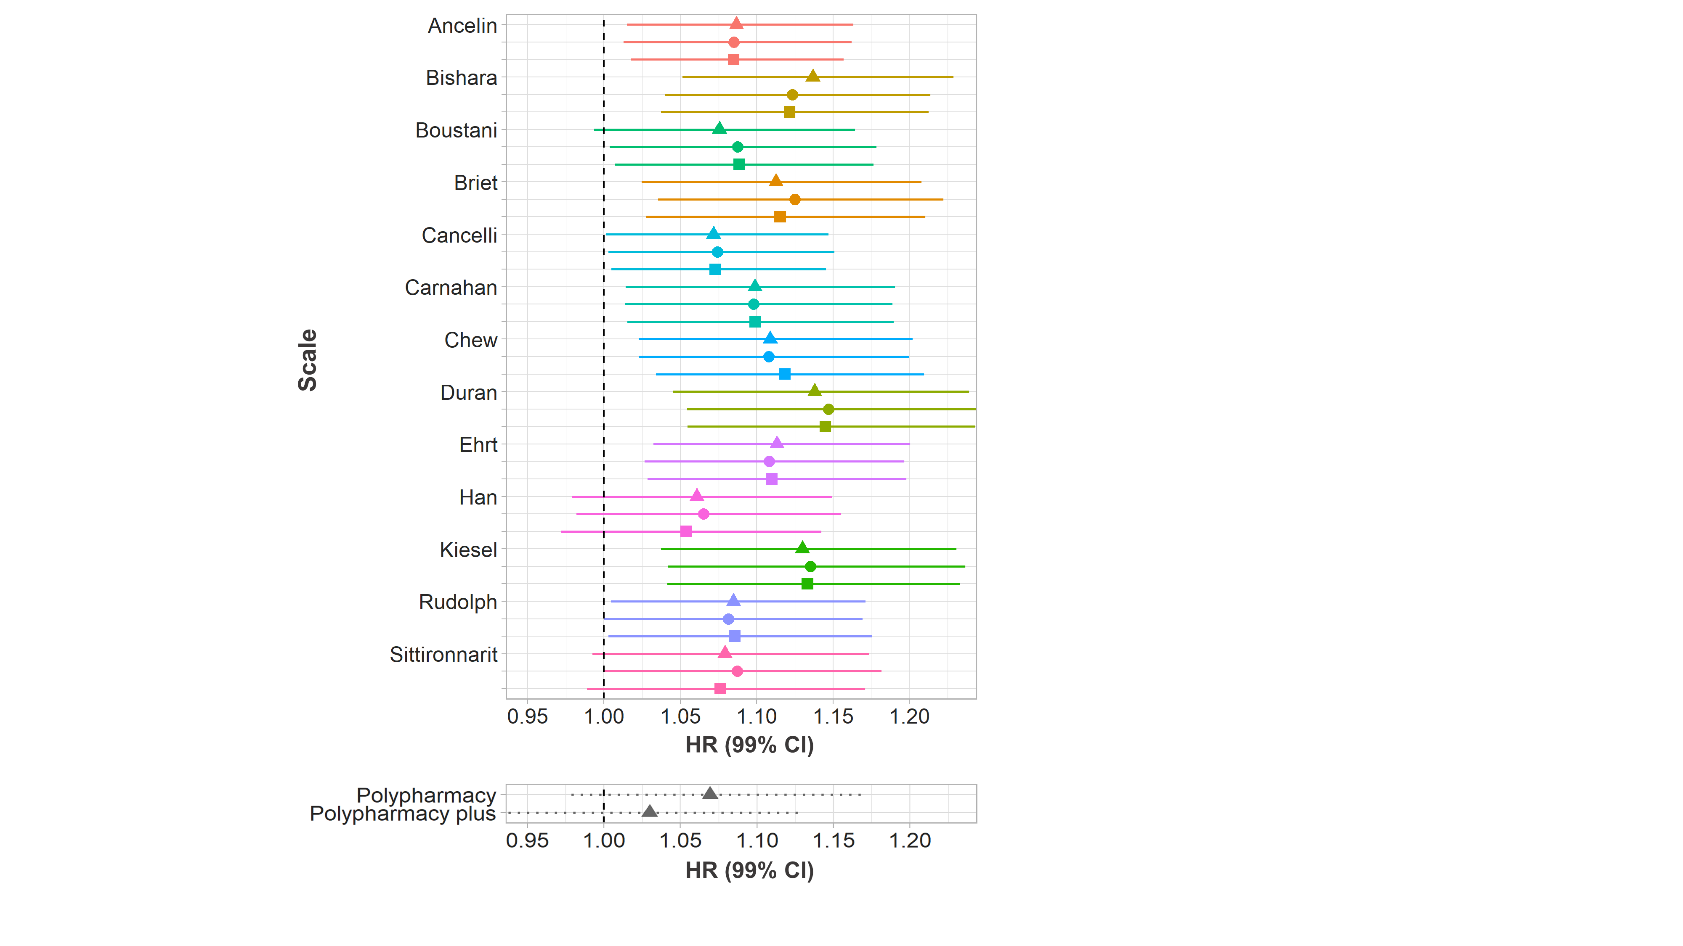 Scale
Ancelin
Bishara
Boustani
Briet
Cancelli
Carnahan
Chew
Duran
Ehrt
Han
Kiesel
Rudolph
Sittironnarit
0.95 1.00 1.05 1.10 1.15 1.20
HR (99% CI)
Polypharmacy
Polypharmacy plus
0.95 1.00 1.05 1.10 1.15 1.20
HR (99% CI)